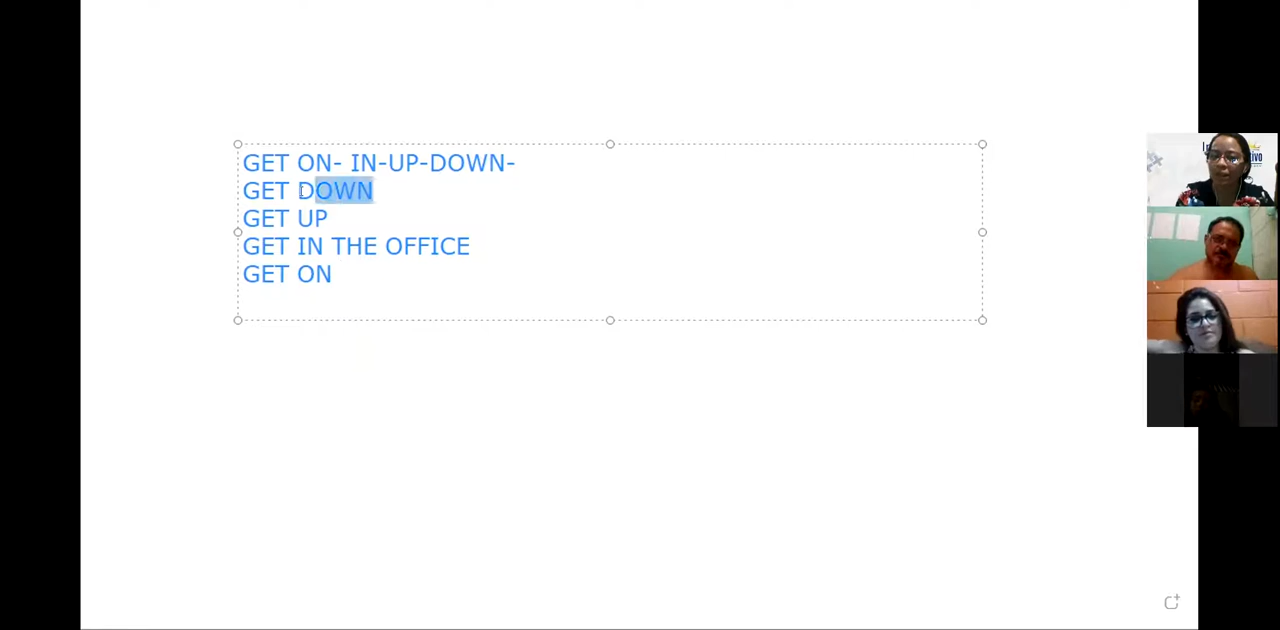 GET ON- IN-UP-DOWN-
GET DOWN
GET UP
GET IN THE OFFICE
GET ON